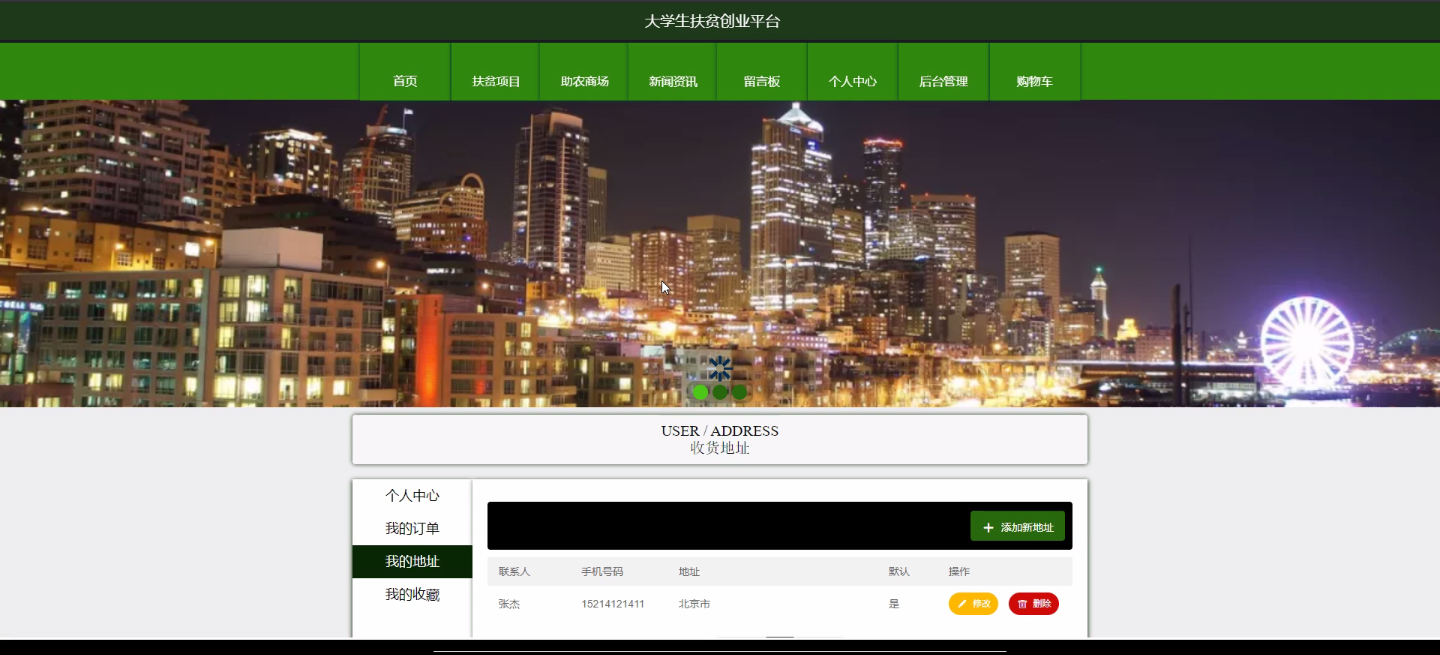 大学生扶贫创业平台
首页 扶贫项目 助农商场 新闻资讯 留言板 个人中心 后台管理 购物车
USER / ADDRESS
收货地址
个人中心
我的订单
我的地址
我的收藏
添加新地址
联系人 手机号码 地址 默认 操作
张杰 15214121411 北京市 是 修改 删除